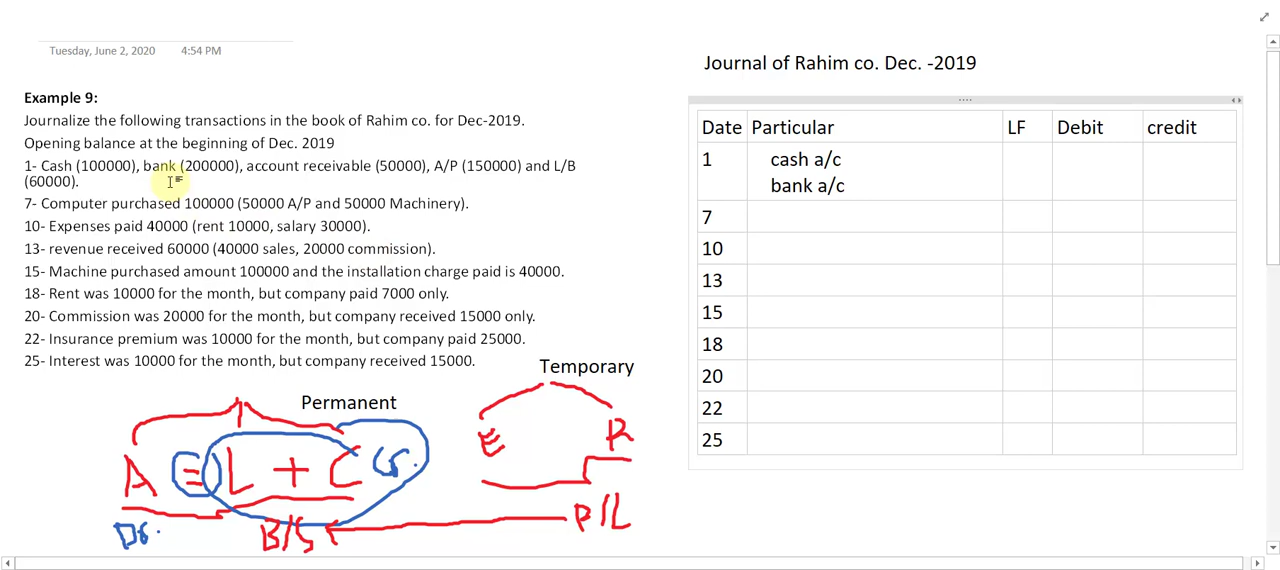 Tuesday, June 2, 2020 4:54 PM
Example 9:
Journalize the following transactions in the book of Rahim co. for Dec-2019.
Opening balance at the beginning of Dec. 2019
1- Cash (100000), bank (200000), account receivable (50000), A/P (150000) and L/B
(60000).
7- Computer purchased 100000 (50000 A/P and 50000 Machinery).
10- Expenses paid 40000 (rent 10000, salary 30000).
13- revenue received 60000 (40000 sales, 20000 commission).
15- Machine purchased amount 100000 and the installation charge paid is 40000.
18- Rent was 10000 for the month, but company paid 7000 only.
20- Commission was 20000 for the month, but company received 15000 only.
22- Insurance premium was 10000 for the month, but company paid 25000.
25- Interest was 10000 for the month, but company received 15000.
Permanent
A = L + C Cr.
Dr.
B/S
Temporary
E R
P/L
Journal of Rahim co. Dec. -2019
Date Particular LF Debit credit
1 cash a/c
bank a/c
7
10
13
15
18
20
22
25